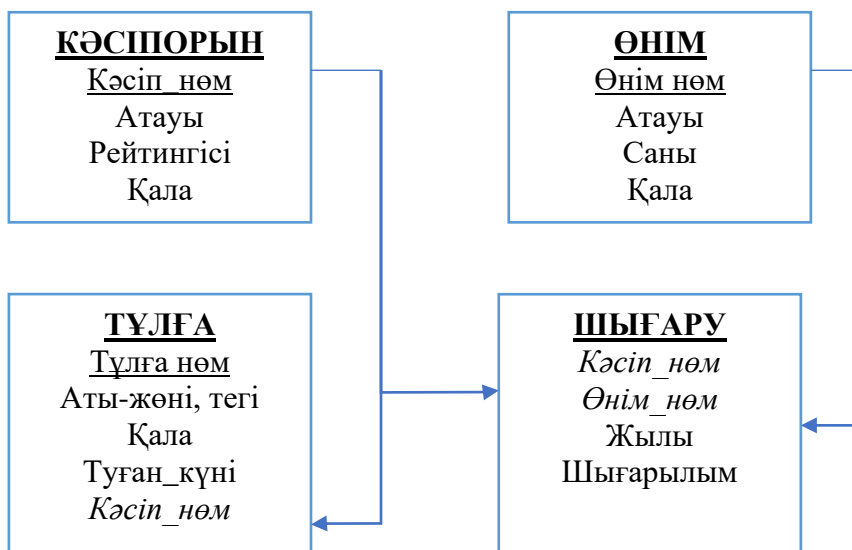 КӘСІПОРЫН
Кәсіп_нөм
Атауы
Рейтингісі
Қала
ӨНІМ
Өнім нөм
Атауы
Саны
Қала
ТҰЛҒА
Тұлға нөм
Аты-жөні, тегі
Қала
Туған_күні
Кәсіп_нөм
ШЫҒАРУ
Кәсіп_нөм
Өнім_нөм
Жылы
Шығарылым